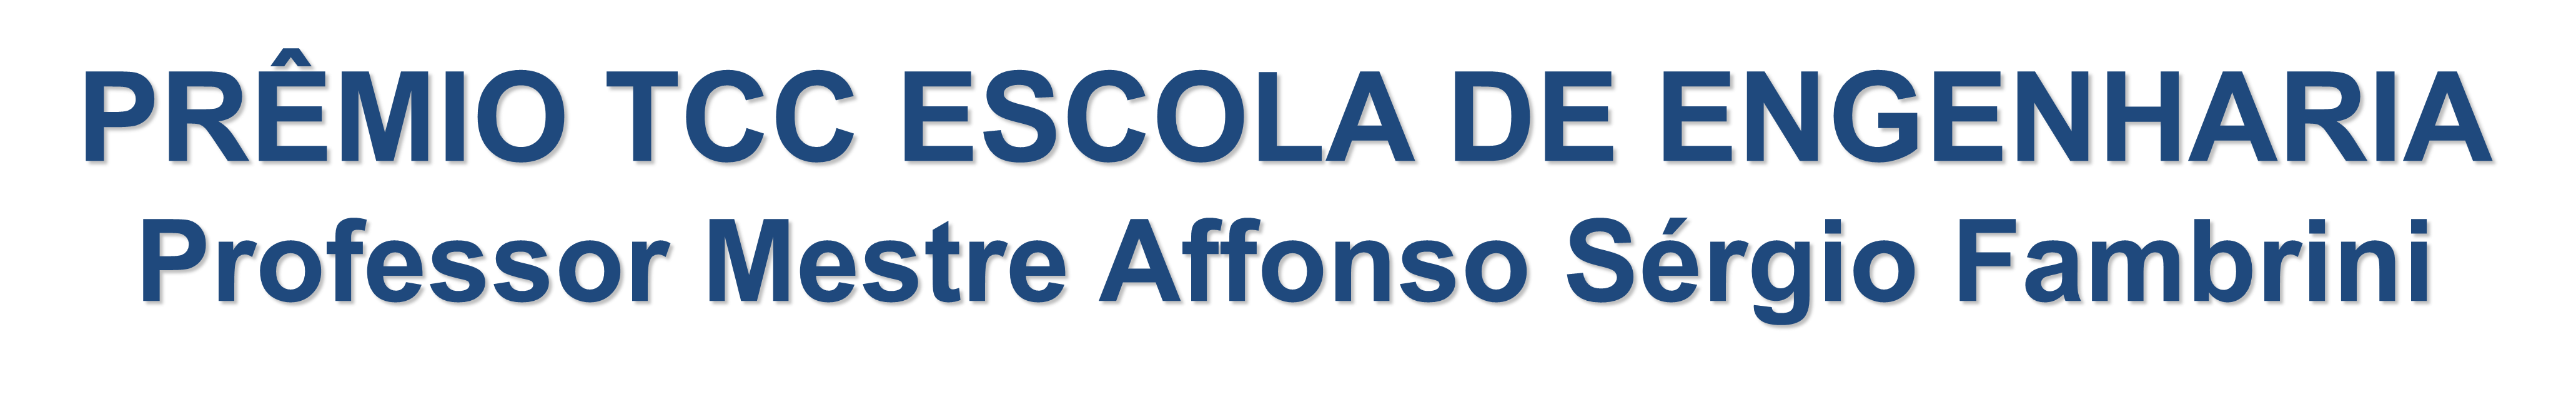 PRÊMIO TCC ESCOLA DE ENGENHARIA
Professor Mestre Affonso Sérgio Fambrini